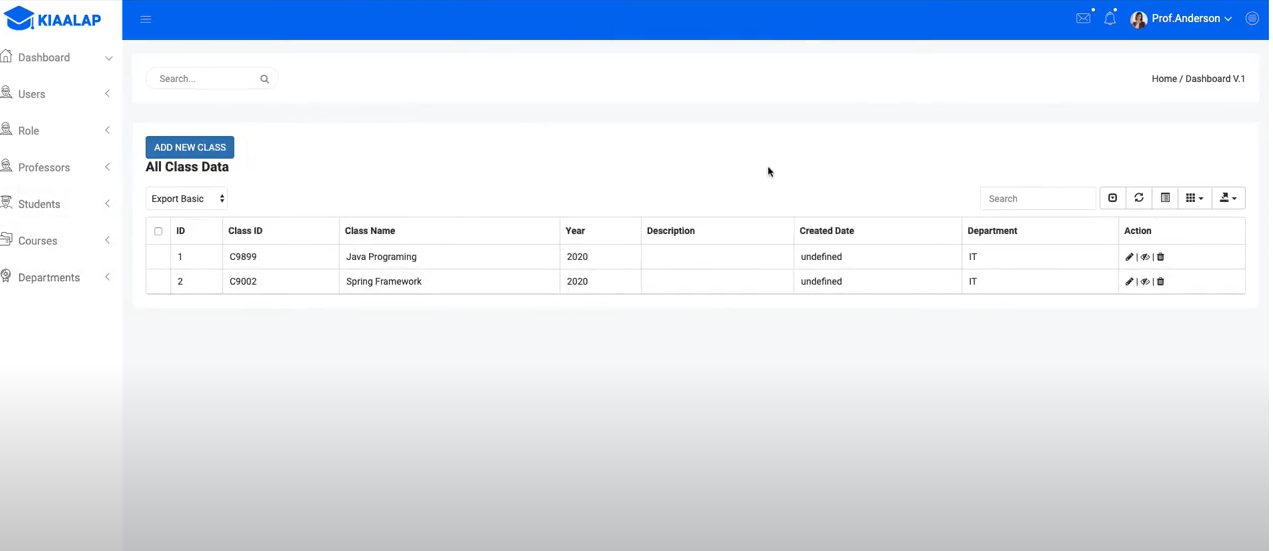 KIAALAP
Prof.Anderson
Dashboard
Users
Role
Professors
Students
Courses
Departments
Search...
Home / Dashboard V.1
ADD NEW CLASS
All Class Data
Export Basic
Search
ID Class ID Class Name Year Description Created Date Department Action
1 C9899 Java Programing 2020 undefined IT | |
2 C9002 Spring Framework 2020 undefined IT | |